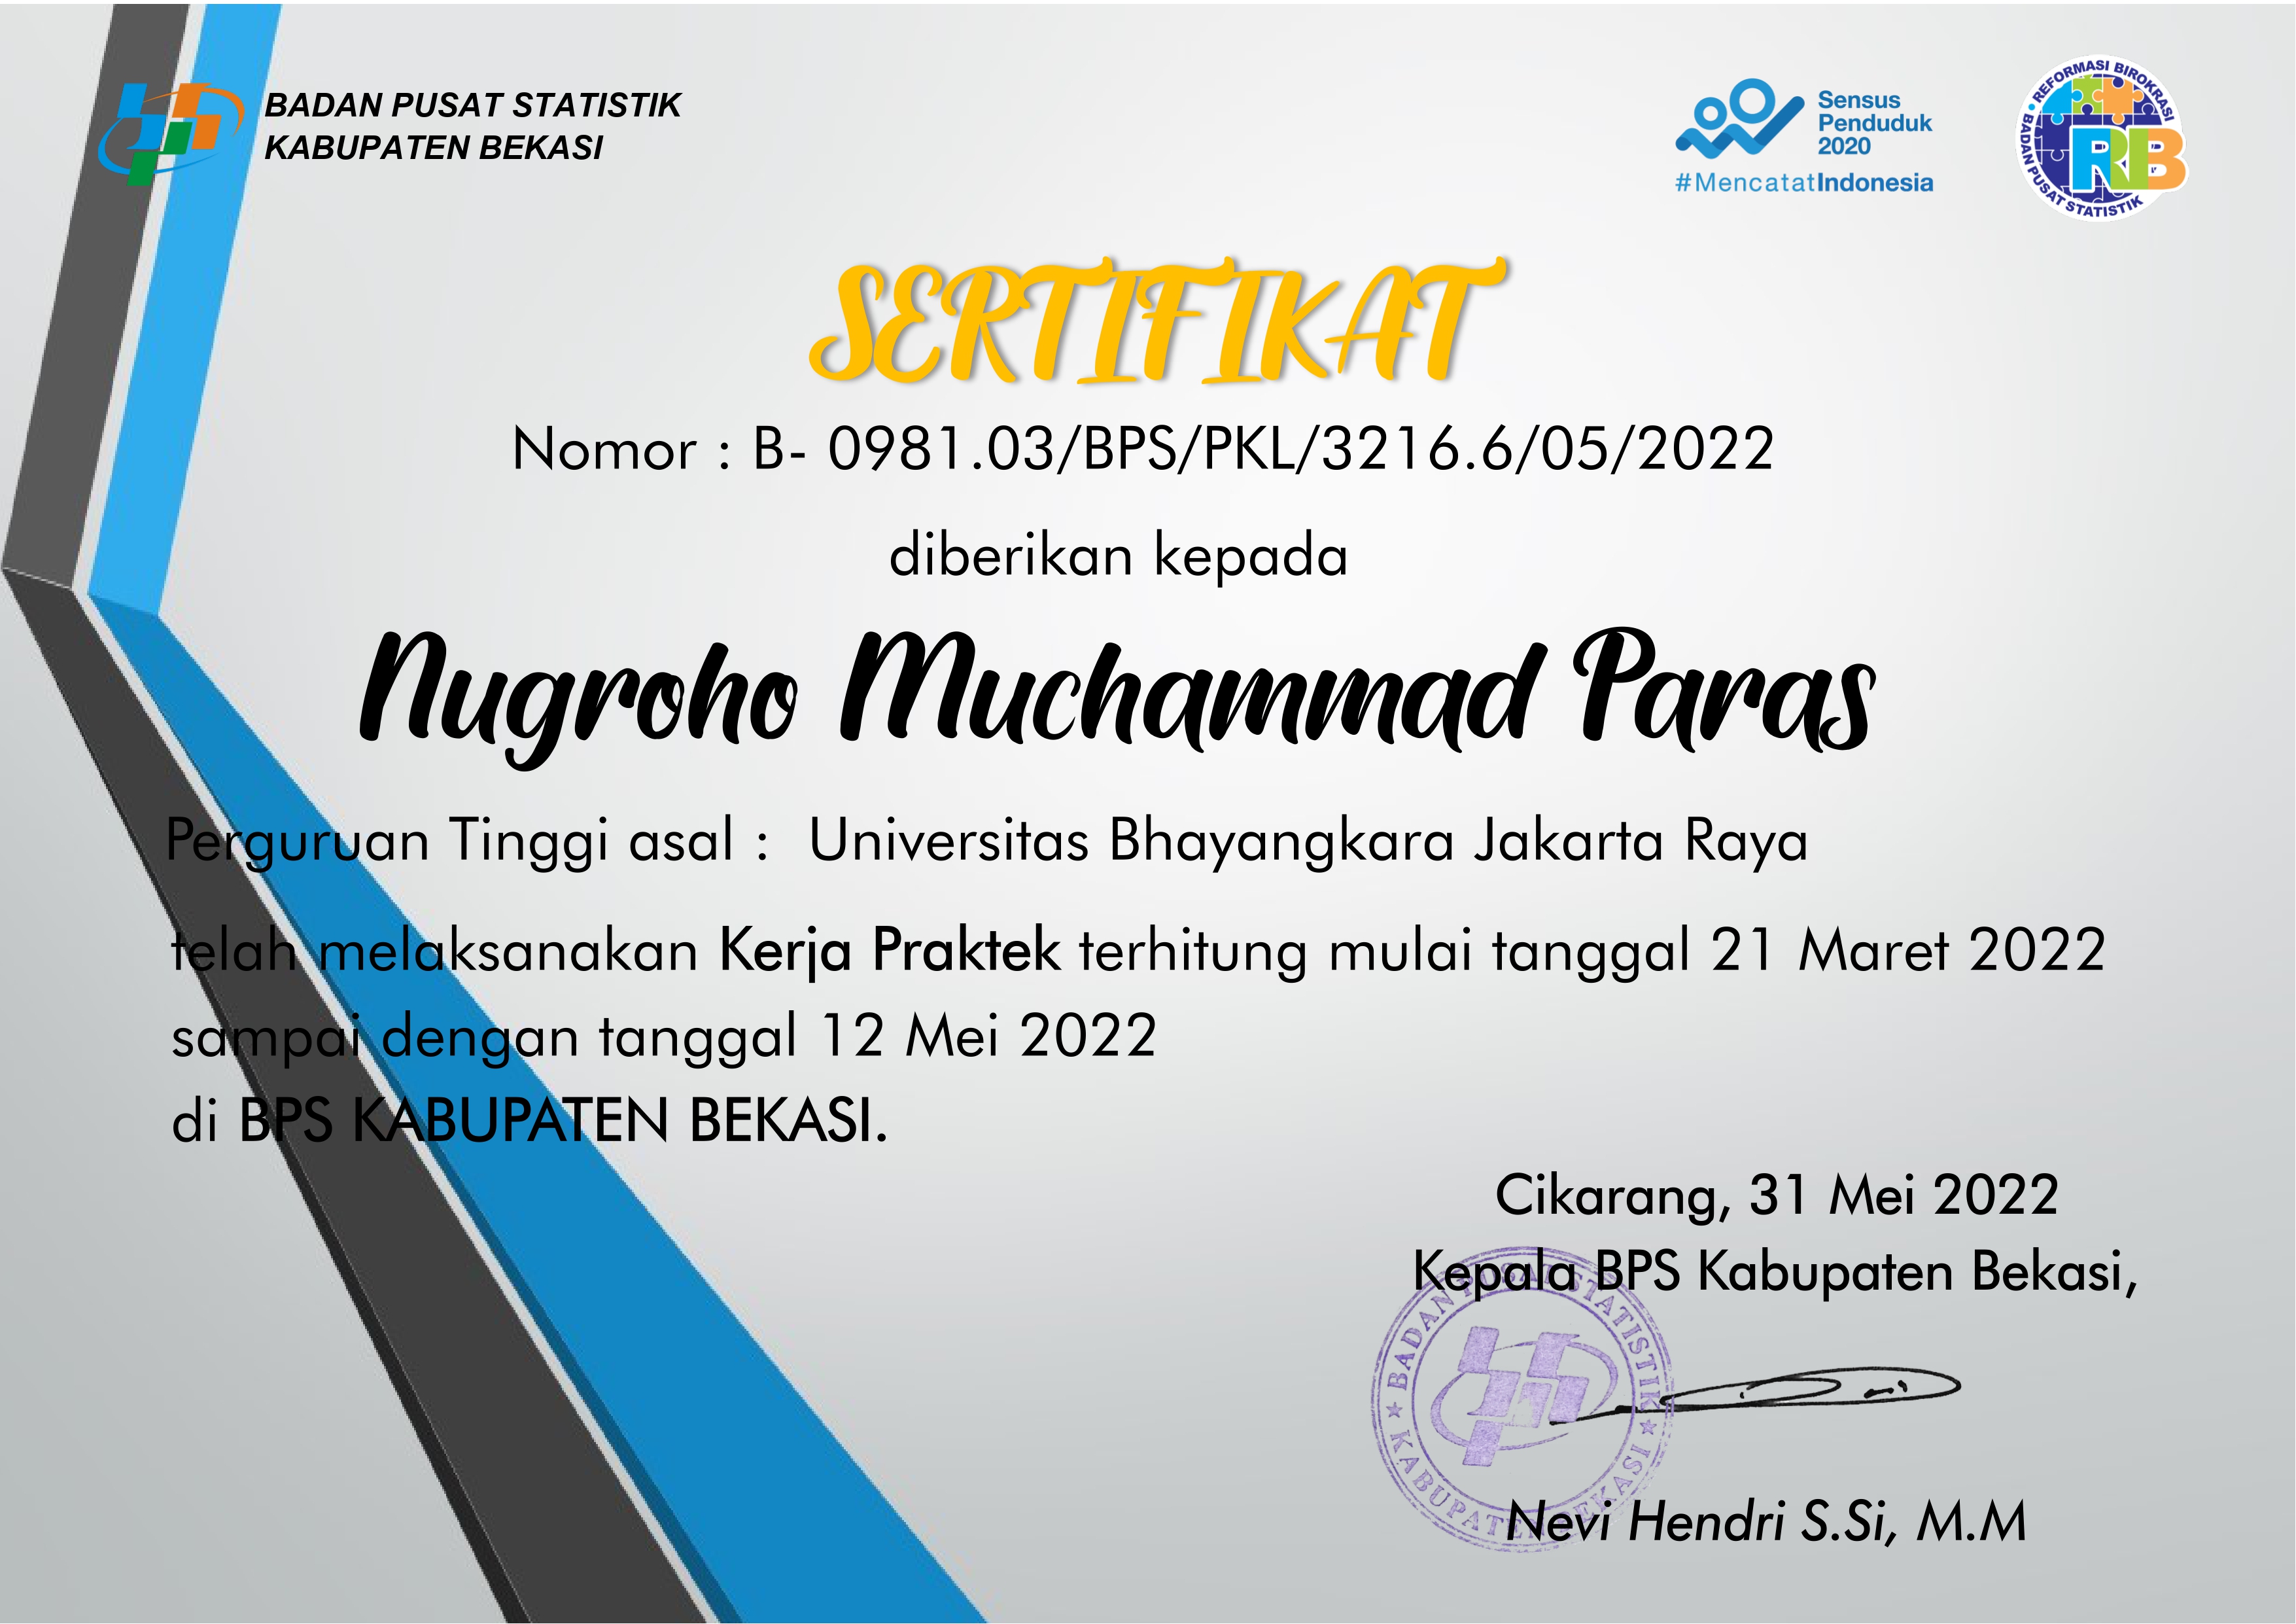 BADAN PUSAT STATISTIK
KABUPATEN BEKASI
Sensus
Penduduk
2020
#MencatatIndonesia
REFORMASI BIROKRASI
BADAN PUSAT STATISTIK
RB
SERTIFIKAT
Nomor : B- 0981.03/BPS/PKL/3216.6/05/2022
diberikan kepada
Nugroho Muchammad Paras
Perguruan Tinggi asal : Universitas Bhayangkara Jakarta Raya
telah melaksanakan Kerja Praktek terhitung mulai tanggal 21 Maret 2022
sampai dengan tanggal 12 Mei 2022
di BPS KABUPATEN BEKASI.
Cikarang, 31 Mei 2022
Kepala BPS Kabupaten Bekasi,
BADAN PUSAT STATISTIK
KABUPATEN BEKASI
Nevi Hendri S.Si, M.M